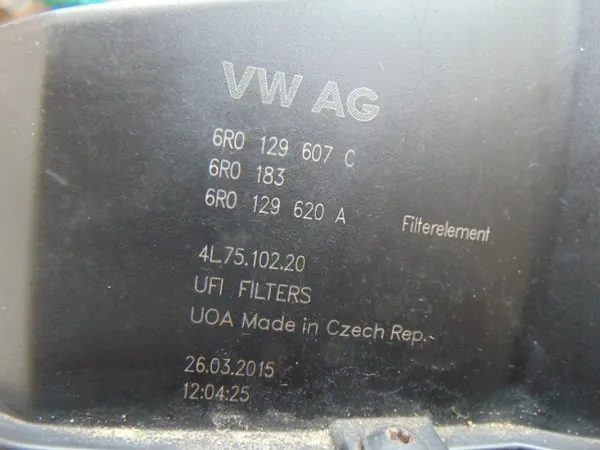 VW AG
6R0 129 607 C
6R0 183
6R0 129 620 A
Filterelement
4L.75.102.20
UFI FILTERS
UOA Made in Czech Rep.
26.03.2015
12:04:25